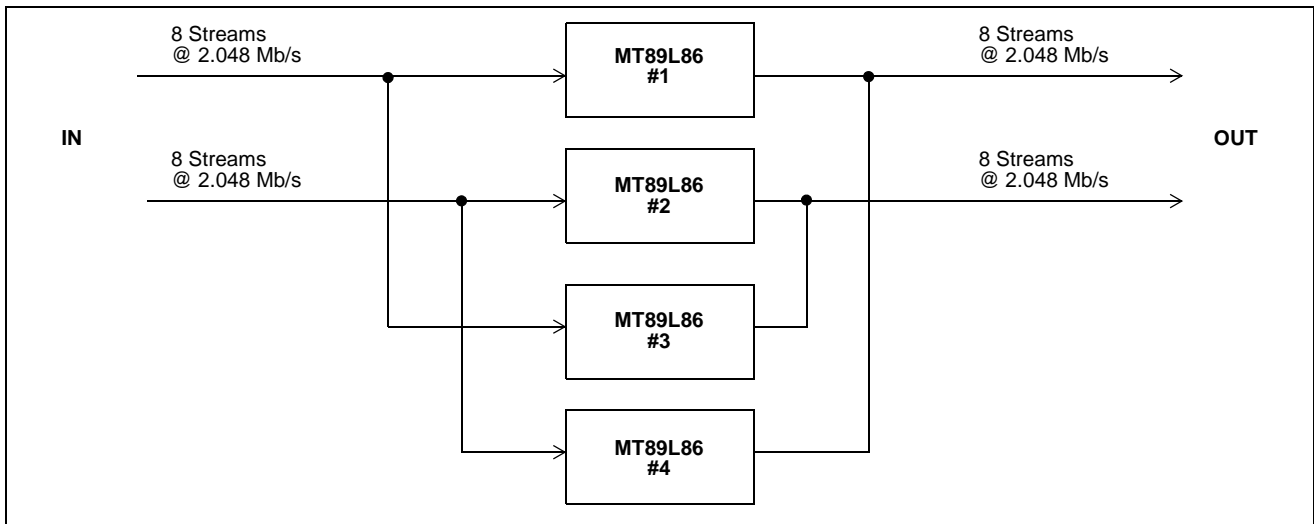 8 Streams
@ 2.048 Mb/s
MT89L86
#1
8 Streams
@ 2.048 Mb/s
IN
OUT
8 Streams
@ 2.048 Mb/s
MT89L86
#2
8 Streams
@ 2.048 Mb/s
MT89L86
#3
MT89L86
#4